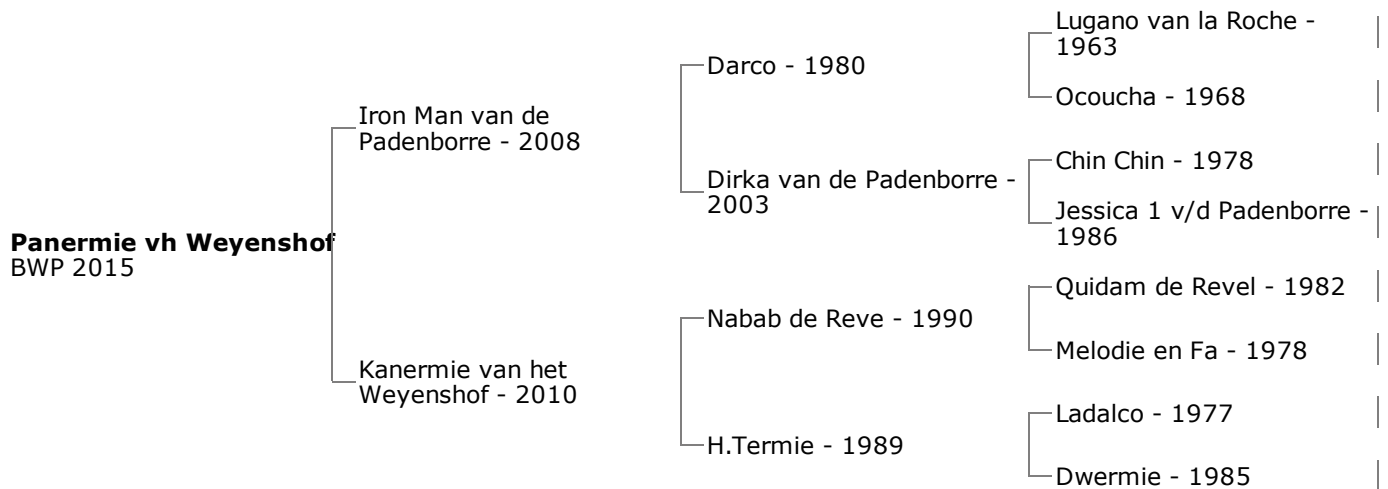 Panermie vh Weyenshof
BWP 2015
Iron Man van de
Padenborre - 2008
Kanermie van het
Weyenshof - 2010
Darco - 1980
Dirka van de Padenborre -
2003
Nabab de Reve - 1990
H.Termie - 1989
Lugano van la Roche -
1963
Ocoucha - 1968
Chin Chin - 1978
Jessica 1 v/d Padenborre -
1986
Quidam de Revel - 1982
Melodie en Fa - 1978
Ladalco - 1977
Dwermie - 1985